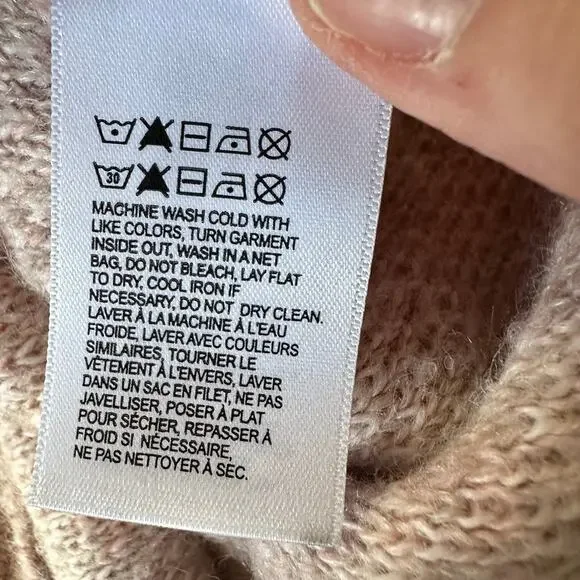 30
MACHINE WASH COLD WITH
LIKE COLORS, TURN GARMENT
INSIDE OUT, WASH IN A NET
BAG, DO NOT BLEACH, LAY FLAT
TO DRY, COOL IRON IF
NECESSARY, DO NOT DRY CLEAN.
LAVER À LA MACHINE À L'EAU
FROIDE, LAVER AVEC COULEURS
SIMILAIRES, TOURNER LE
VÊTEMENT À L'ENVERS, LAVER
DANS UN SAC EN FILET, NE PAS
JAVELLISER, POSER À PLAT
POUR SÉCHER, REPASSER À
FROID SI NÉCESSAIRE,
NE PAS NETTOYER À SEC.